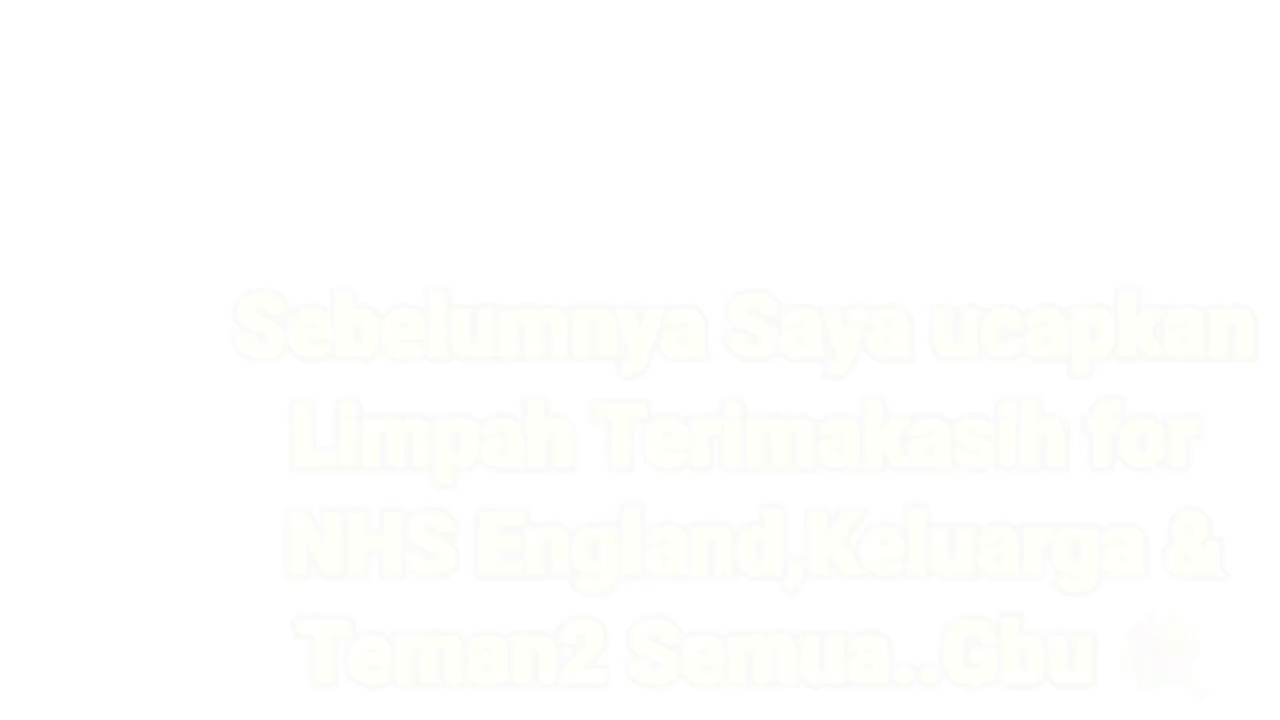 Sebelumnya Saya ucapkan
Limpah Terimakasih for
NHS England,Keluarga &
Teman2 Semua..Gbu